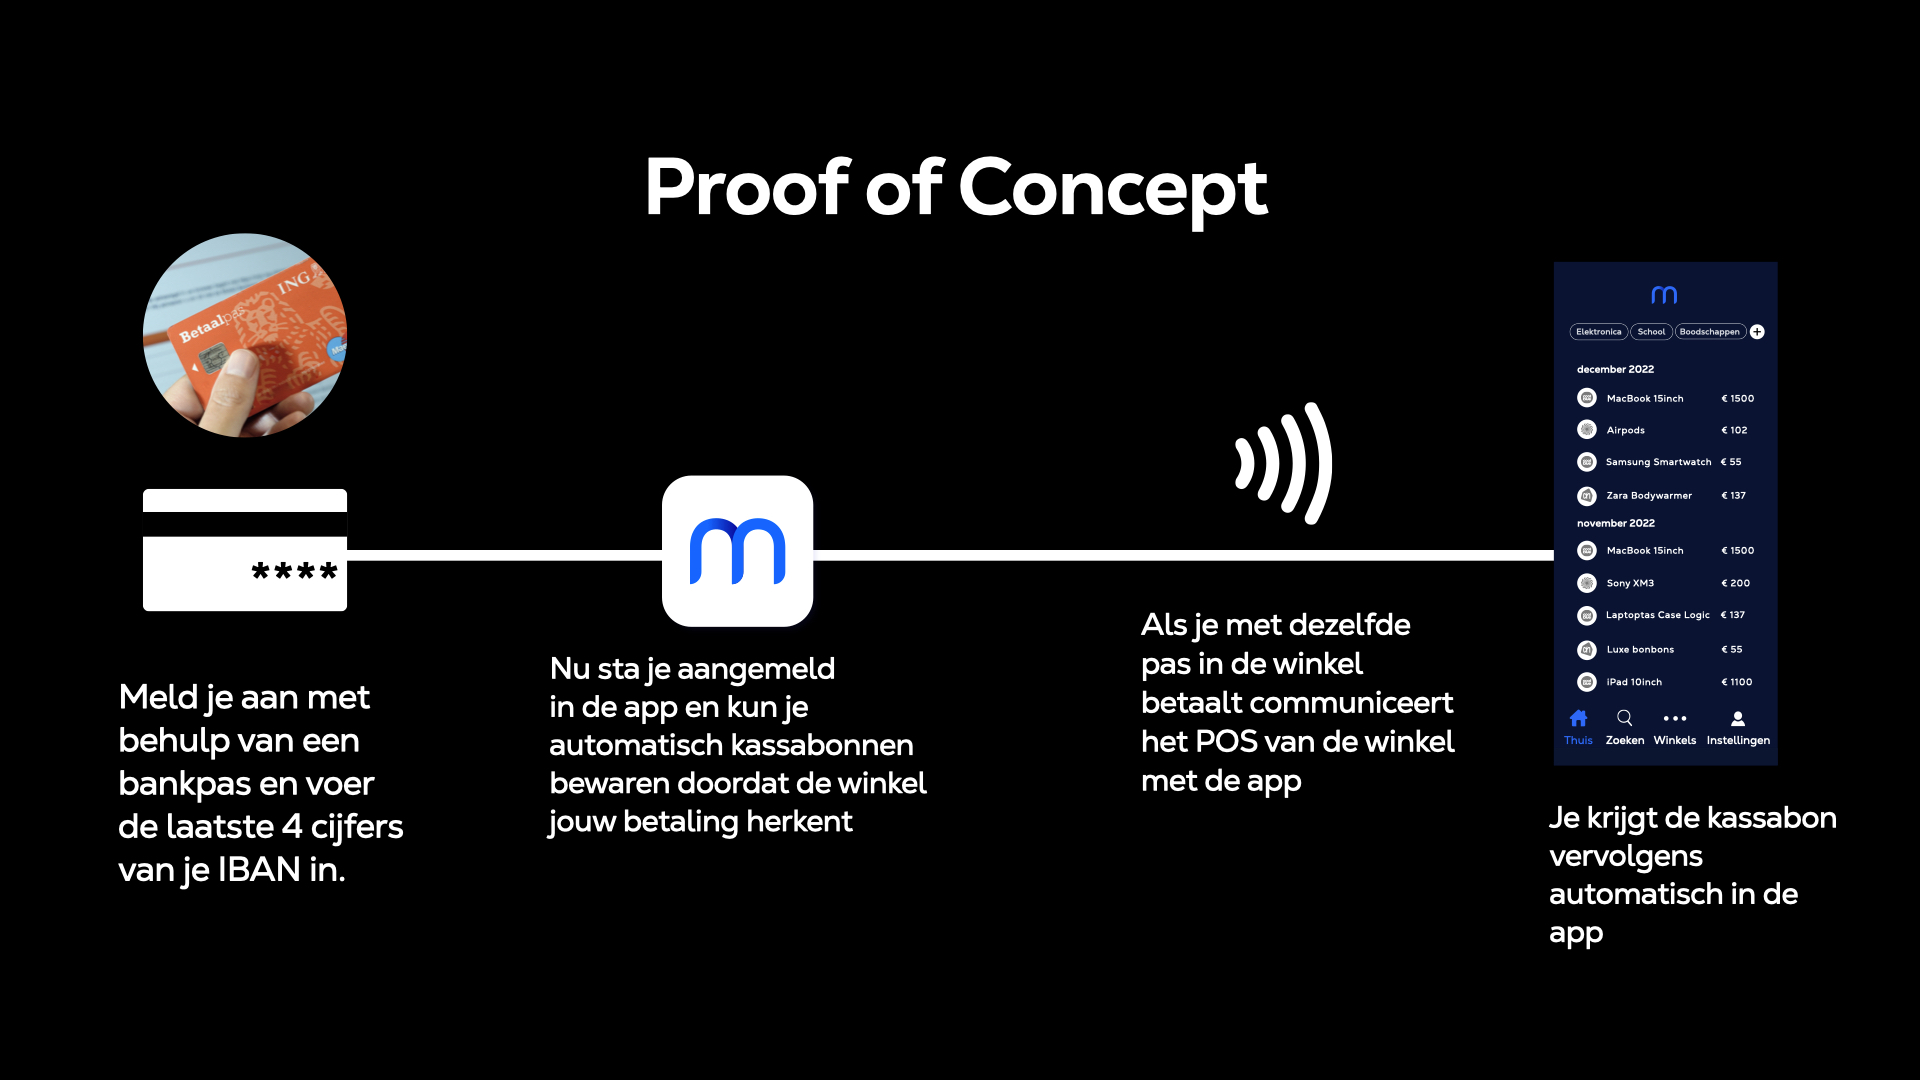 Proof of Concept
ING
Betaalpas
****
Meld je aan met
behulp van een
bankpas en voer
de laatste 4 cijfers
van je IBAN in.
m
Nu sta je aangemeld
in de app en kun je
automatisch kassabonnen
bewaren doordat de winkel
jouw betaling herkent
Als je met dezelfde
pas in de winkel
betaalt communiceert
het POS van de winkel
met de app
m
Elektronica School Boodschappen +
december 2022
MacBook 15inch € 1500
Airpods € 102
Samsung Smartwatch € 55
Zara Bodywarmer € 137
november 2022
MacBook 15inch € 1500
Sony XM3 € 200
Laptoptas Case Logic € 137
Luxe bonbons € 55
iPad 10inch € 1100
Thuis Zoeken Winkels Instellingen
Je krijgt de kassabon
vervolgens
automatisch in de
app